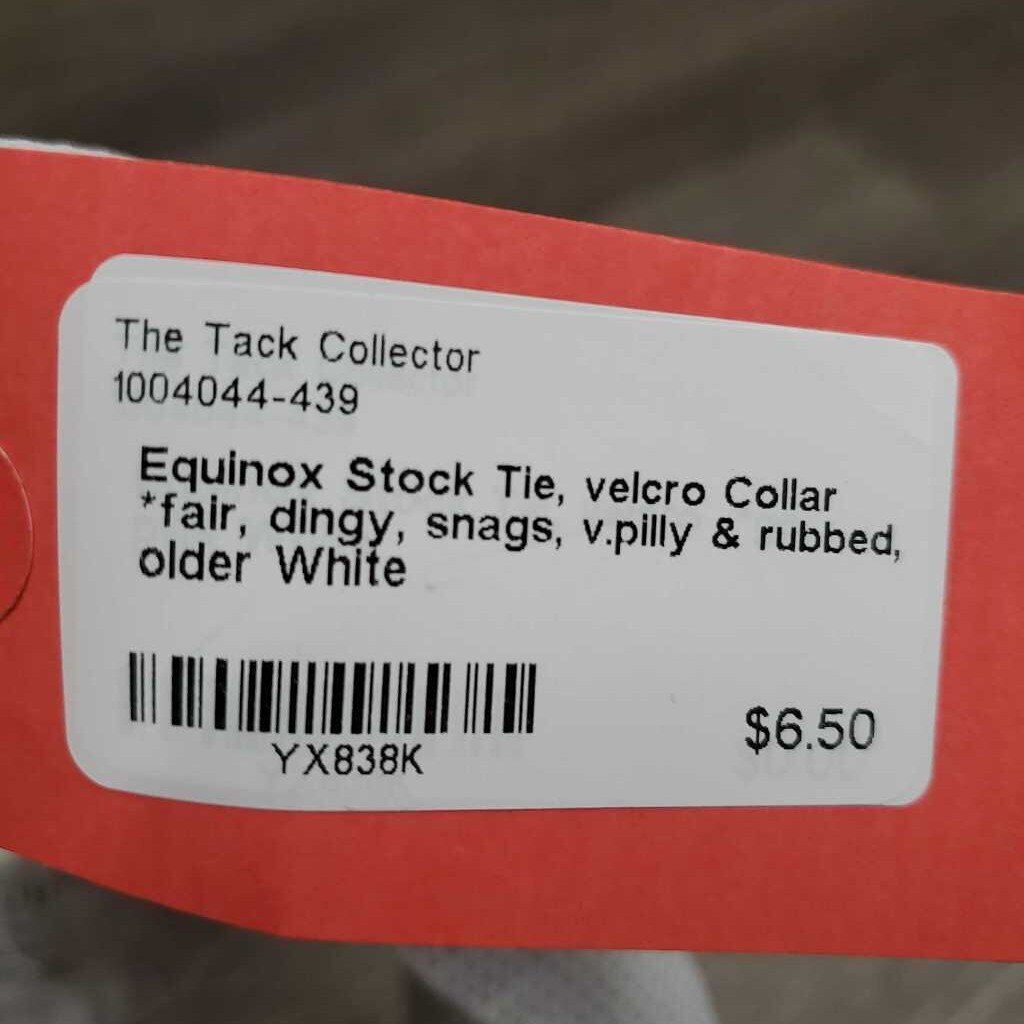 The Tack Collector
1004044-439
Equinox Stock Tie, velcro Collar
*fair, dingy, snags, v.pilly & rubbed,
older White
YX838K
$6.50